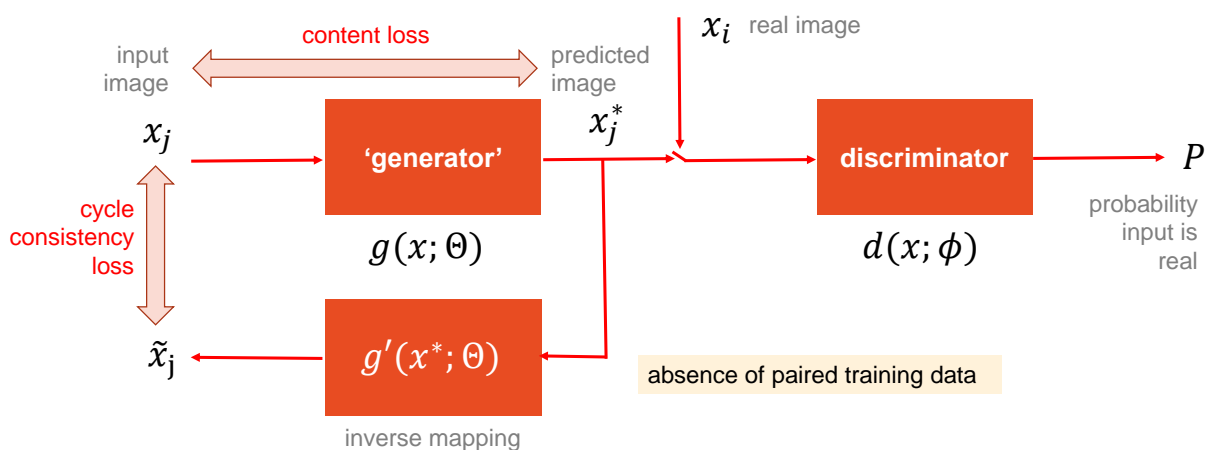 content loss
input
image
predicted
image
x_i real image
x_j
x_j^*
‘generator’
discriminator
P
g(x; Θ)
d(x; ϕ)
probability
input is
real
cycle
consistency
loss
x̃_j
g′(x*; Θ)
absence of paired training data
inverse mapping